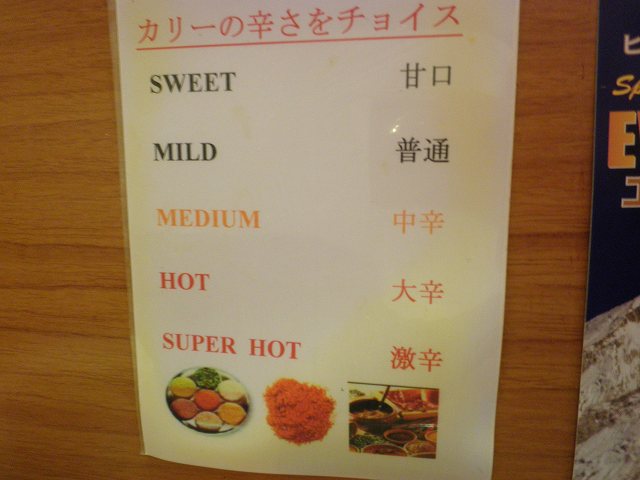 カリーの辛さをチョイス
SWEET 甘口
MILD 普通
MEDIUM 中辛
HOT 大辛
SUPER HOT 激辛